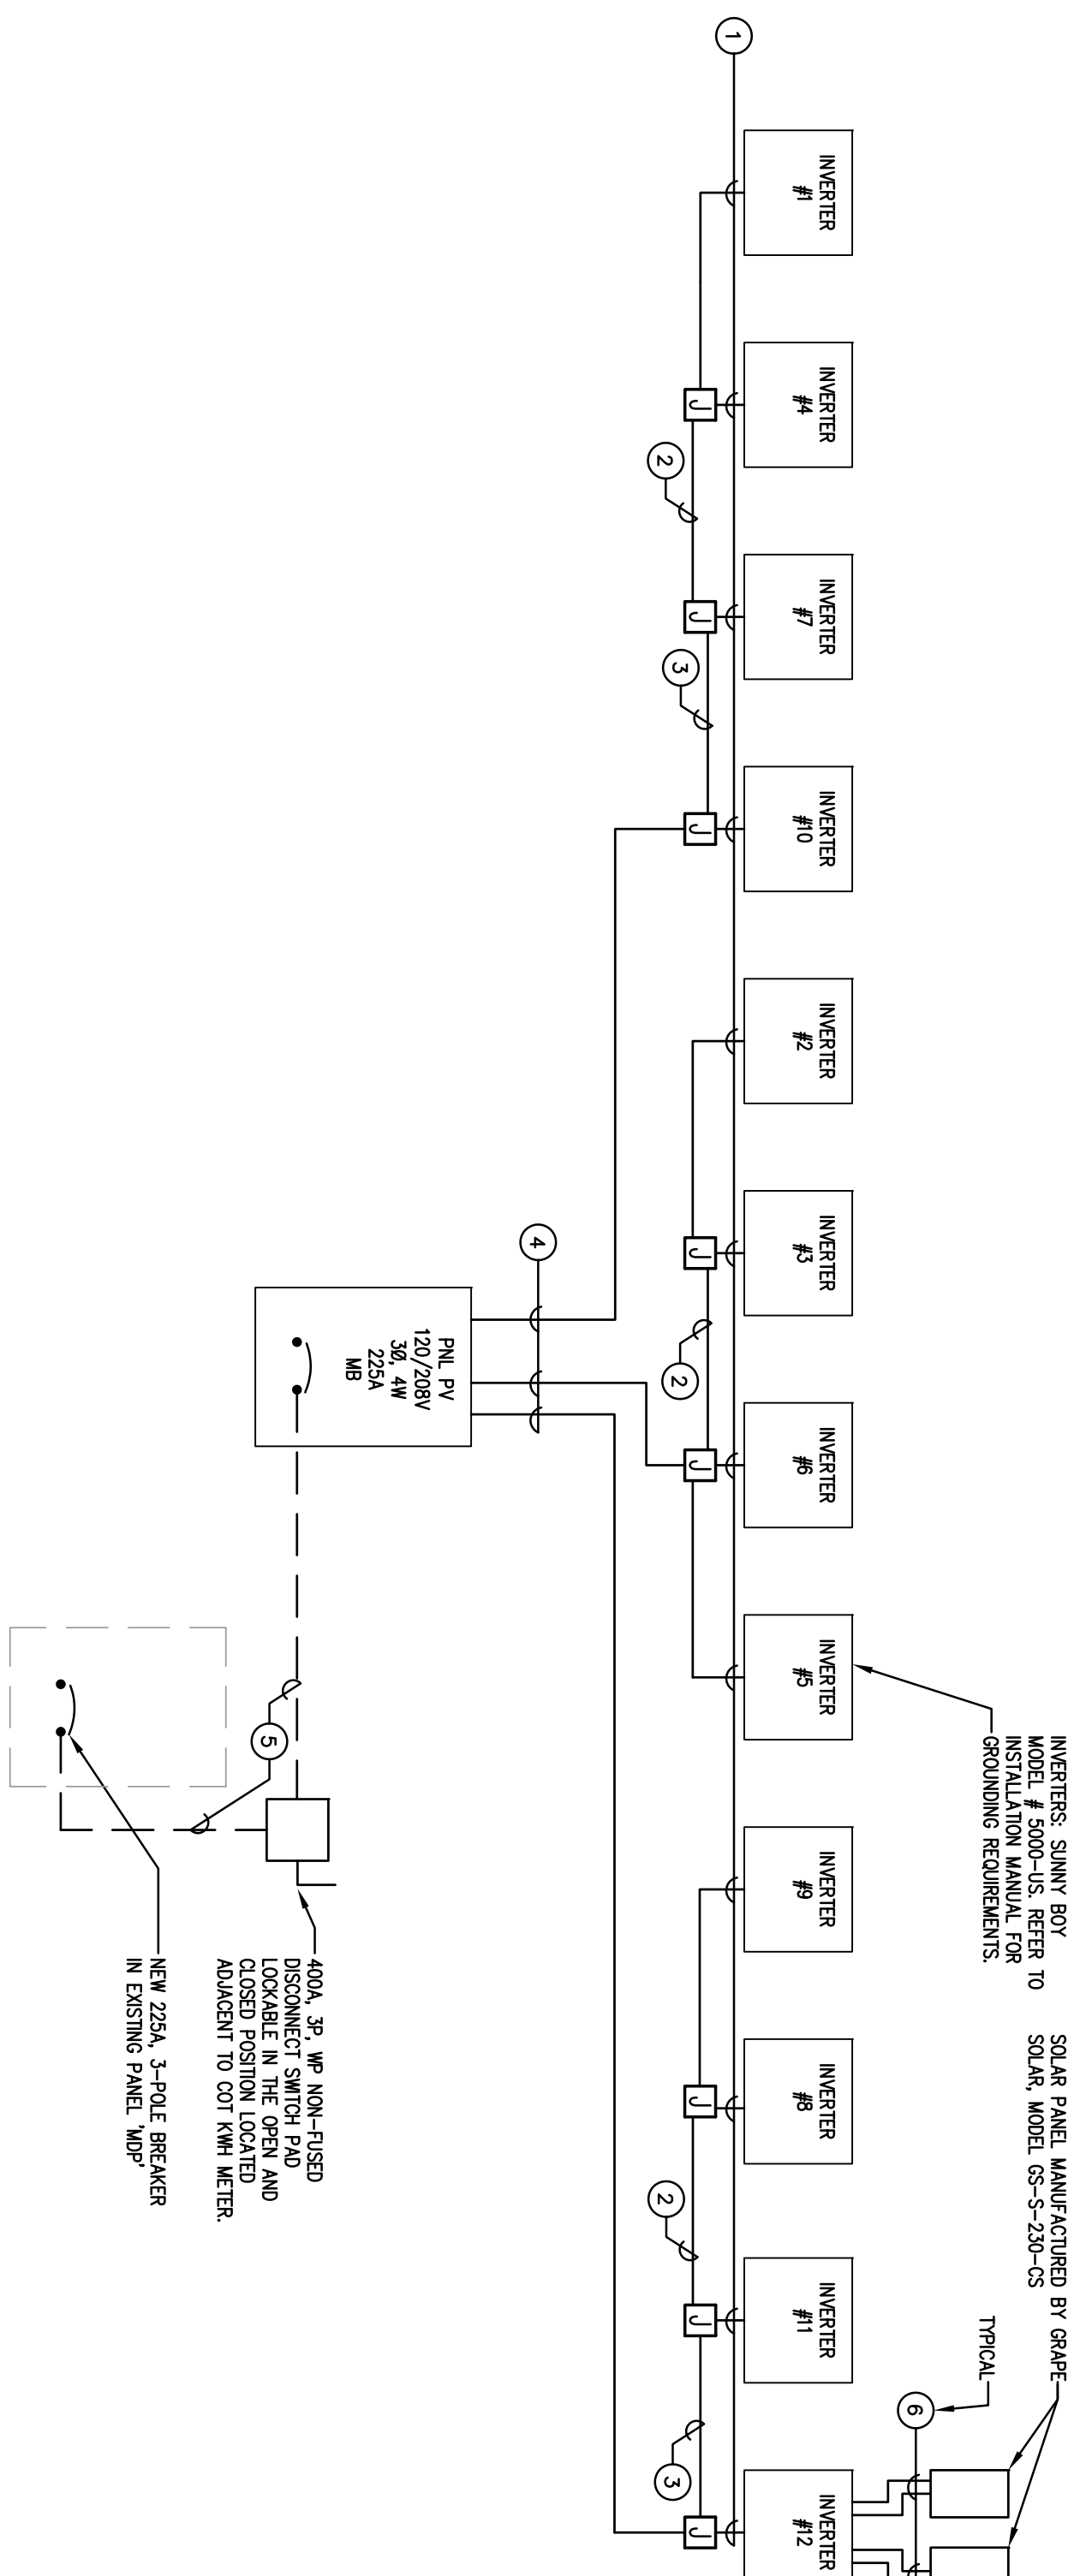 1
INVERTER
#1
INVERTER
#4
INVERTER
#7
INVERTER
#10
INVERTER
#2
INVERTER
#3
INVERTER
#6
INVERTER
#5
INVERTER
#9
INVERTER
#8
INVERTER
#11
INVERTER
#12
J
J
J
J
J
J
J
J
2
3
2
2
3
4
5
6
PNL PV
120/208V
3Ø, 4W
225A
MB
INVERTERS: SUNNY BOY
MODEL # 5000-US. REFER TO
INSTALLATION MANUAL FOR
GROUNDING REQUIREMENTS.
SOLAR PANEL MANUFACTURED BY GRAPE
SOLAR, MODEL GS-S-230-CS
TYPICAL
400A, 3P, WP NON-FUSED
DISCONNECT SWITCH PAD
LOCKABLE IN THE OPEN AND
CLOSED POSITION LOCATED
ADJACENT TO COT KWH METER.
NEW 225A, 3-POLE BREAKER
IN EXISTING PANEL 'MDP'